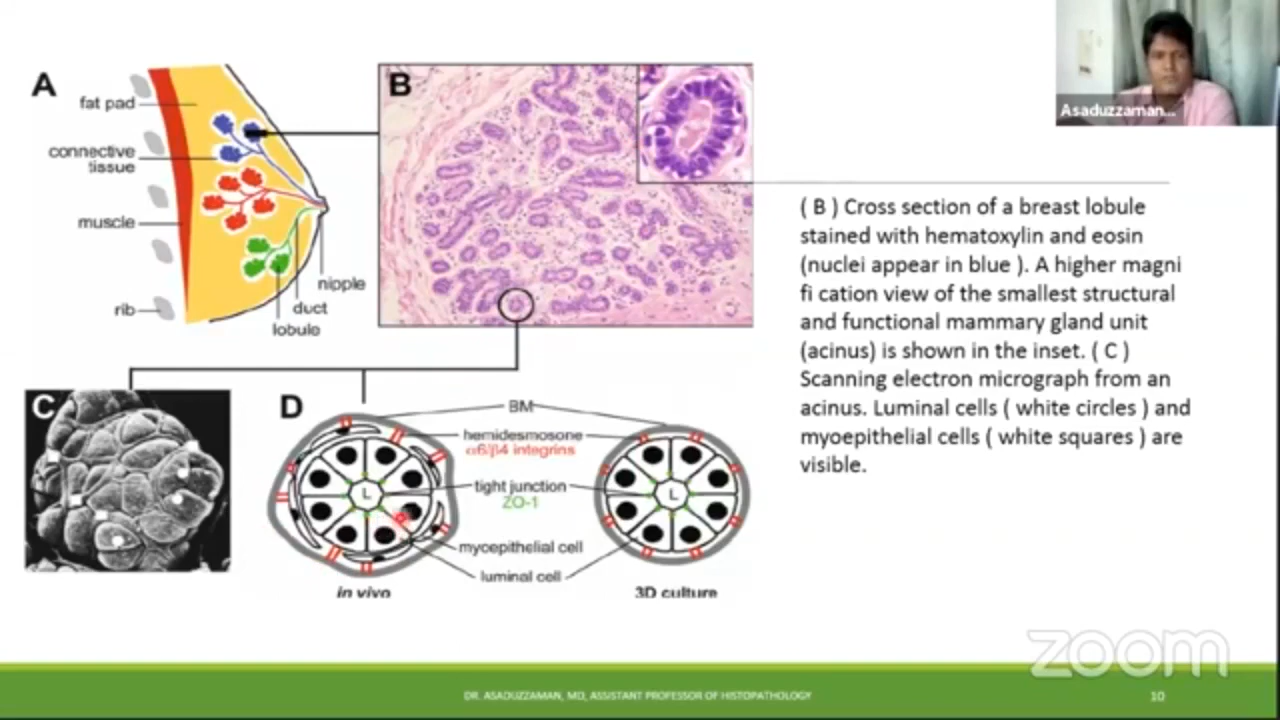 Asaduzzaman...
A
fat pad
connective
tissue
muscle
rib
nipple
duct
lobule
B
( B ) Cross section of a breast lobule
stained with hematoxylin and eosin
(nuclei appear in blue ). A higher magni
fi cation view of the smallest structural
and functional mammary gland unit
(acinus) is shown in the inset. ( C )
Scanning electron micrograph from an
acinus. Luminal cells ( white circles ) and
myoepithelial cells ( white squares ) are
visible.
C
D
BM
hemidesmosone
α6/β4 integrins
tight junction
ZO-1
L
L
myoepithelial cell
luminal cell
in vivo
3D culture
zoom
DR. ASADUZZAMAN, MD, ASSISTANT PROFESSOR OF HISTOPATHOLOGY
10